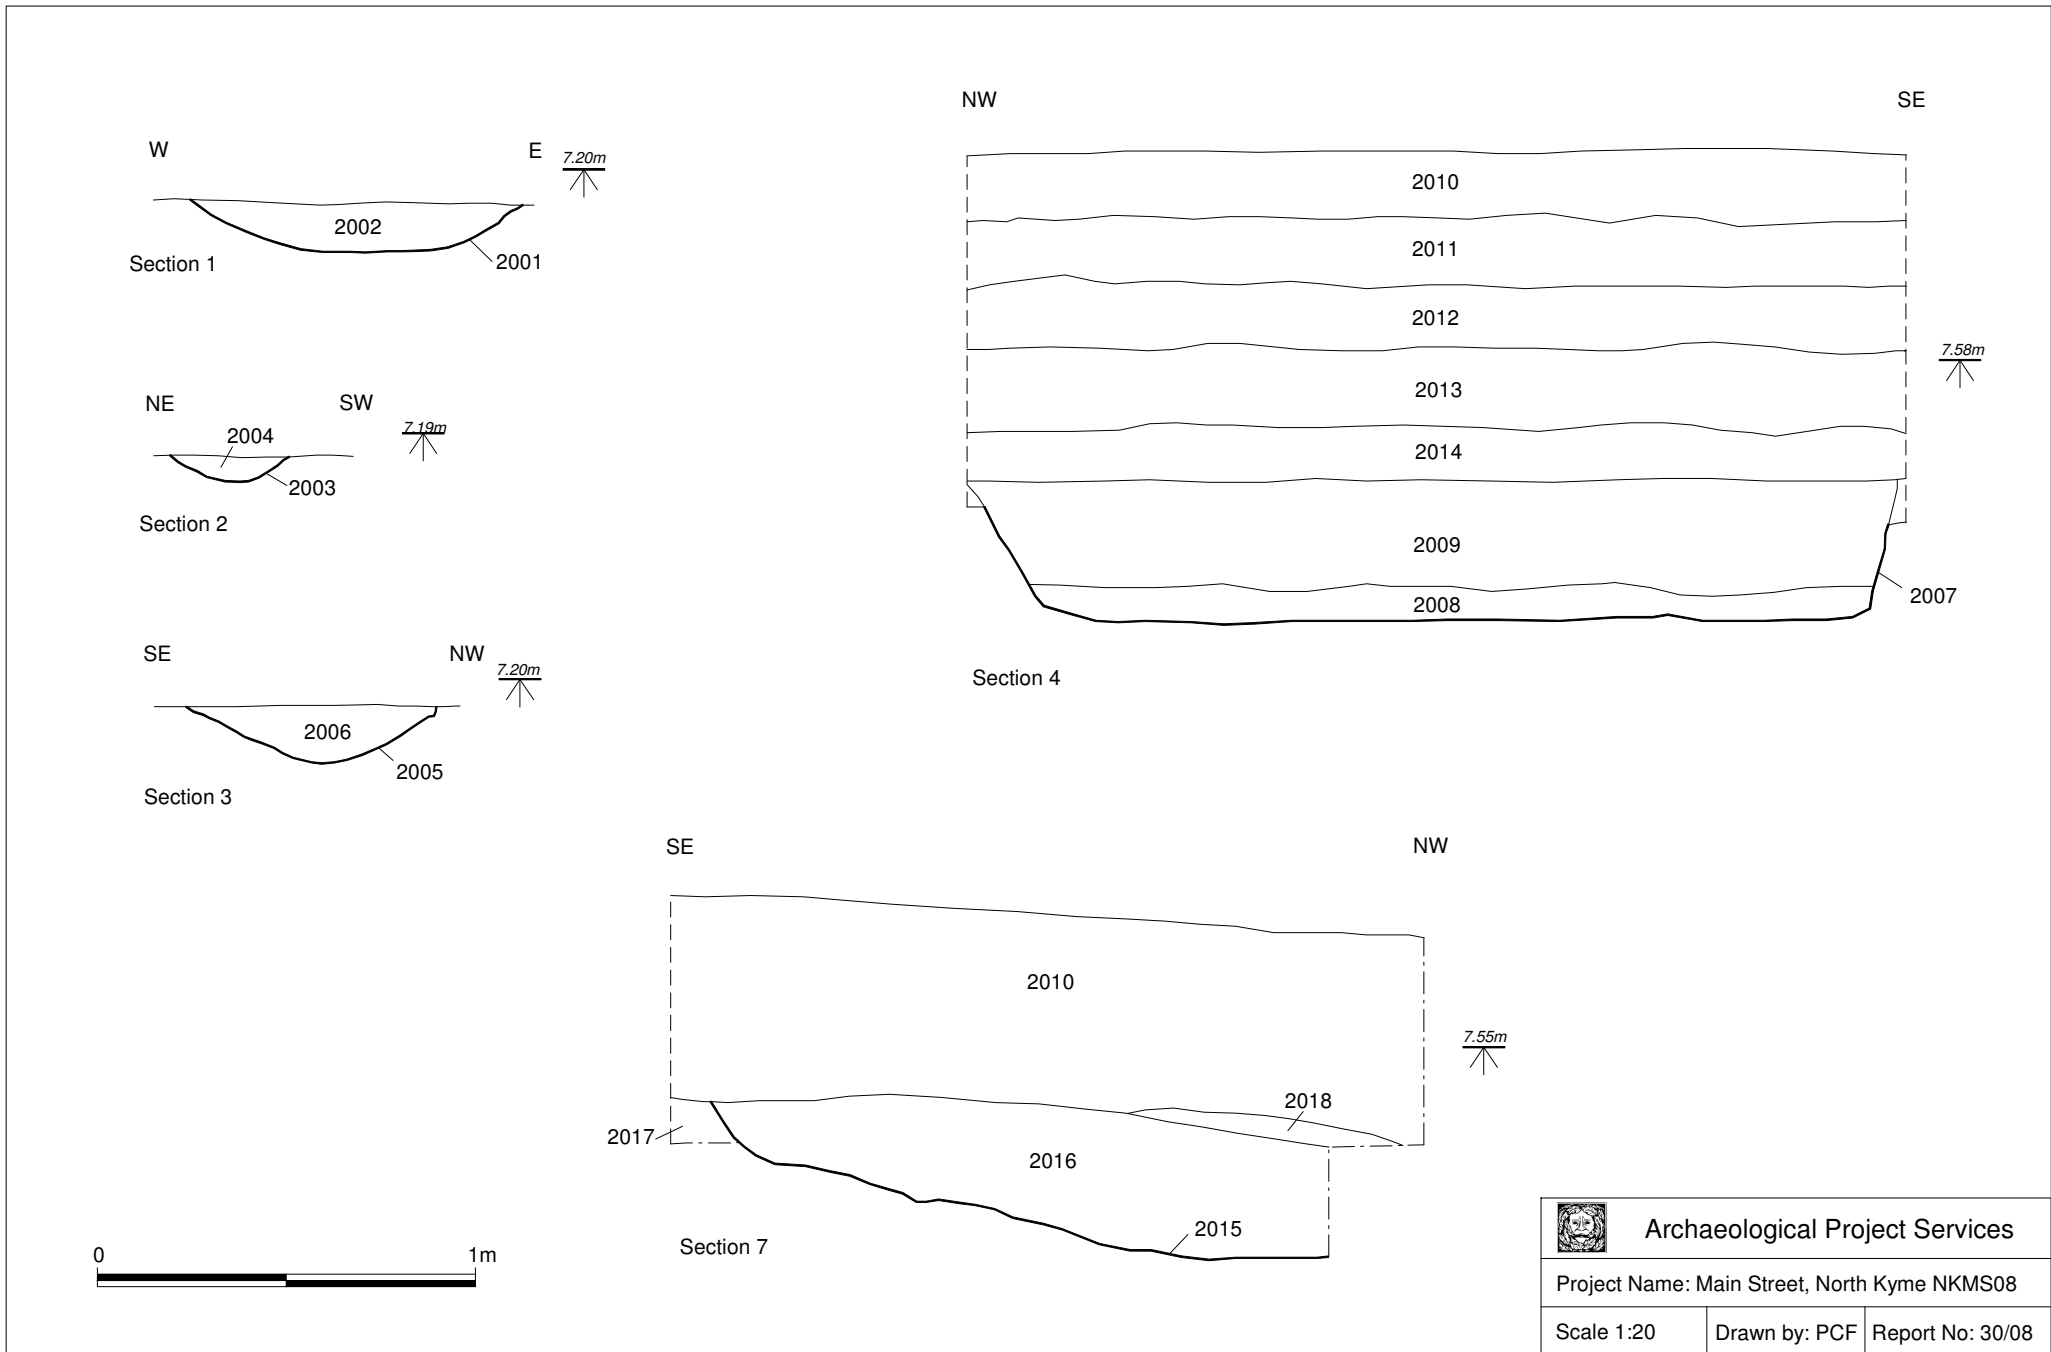 W
E
7.20m
2002
2001
Section 1
NE
SW
7.19m
2004
2003
Section 2
SE
NW
7.20m
2006
2005
Section 3
NW
SE
2010
2011
2012
7.58m
2013
2014
2009
2008
2007
Section 4
SE
NW
2010
7.55m
2018
2017
2016
2015
Section 7
0
1m
Archaeological Project Services
Project Name: Main Street, North Kyme NKMS08
Scale 1:20
Drawn by: PCF
Report No: 30/08